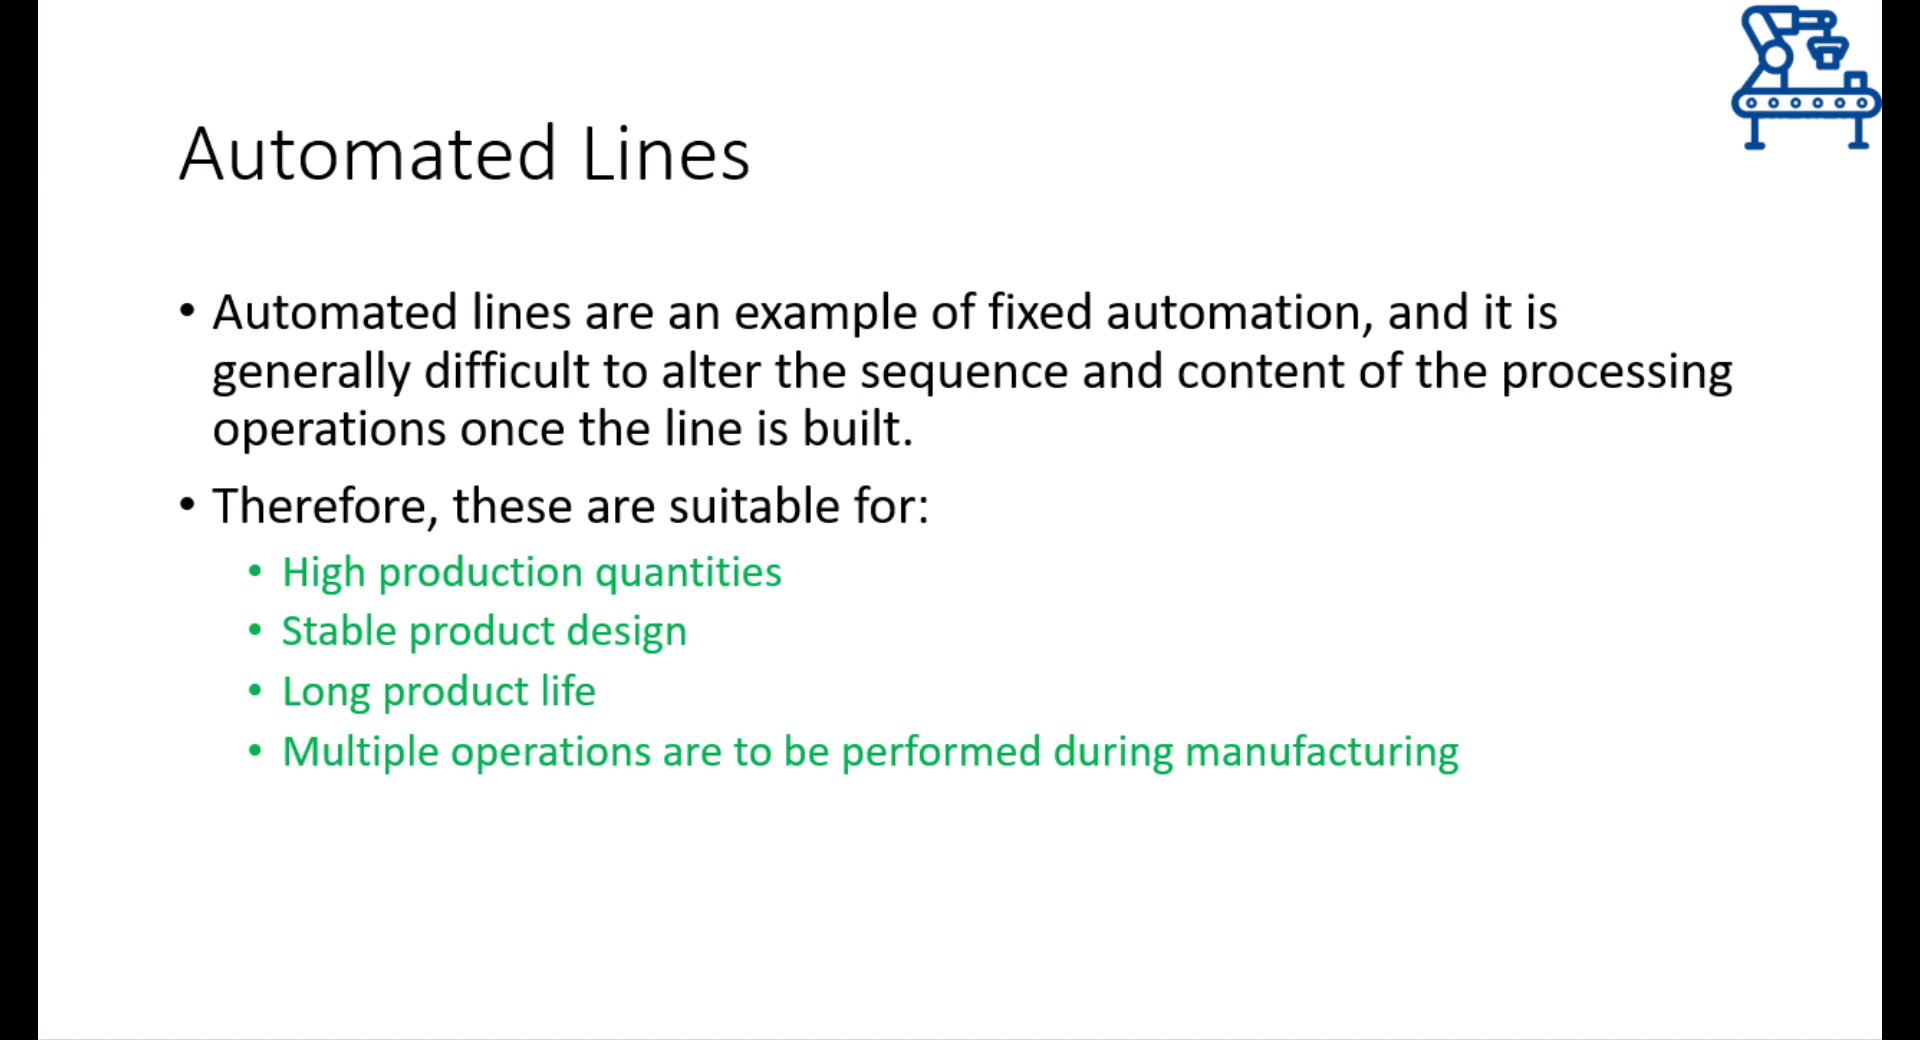 Automated Lines
• Automated lines are an example of fixed automation, and it is
generally difficult to alter the sequence and content of the processing
operations once the line is built.
• Therefore, these are suitable for:
• High production quantities
• Stable product design
• Long product life
• Multiple operations are to be performed during manufacturing